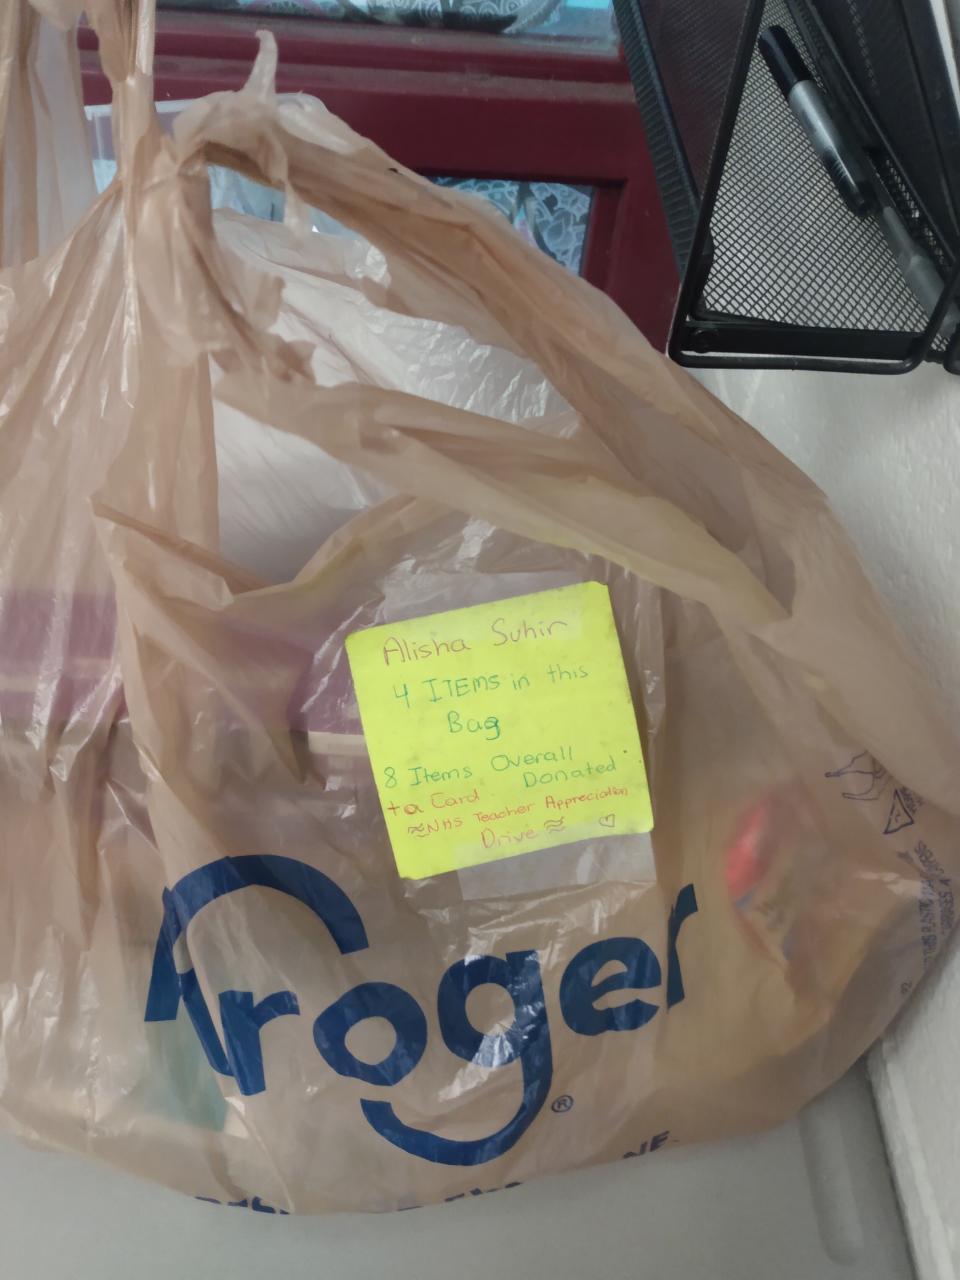 Alisha Suhir
4 ITEMS in this
Bag
8 Items Overall
Donated
+ a Card.
≈NHS Teacher Appreciation
Drive ≈ ♡
Kroger
®